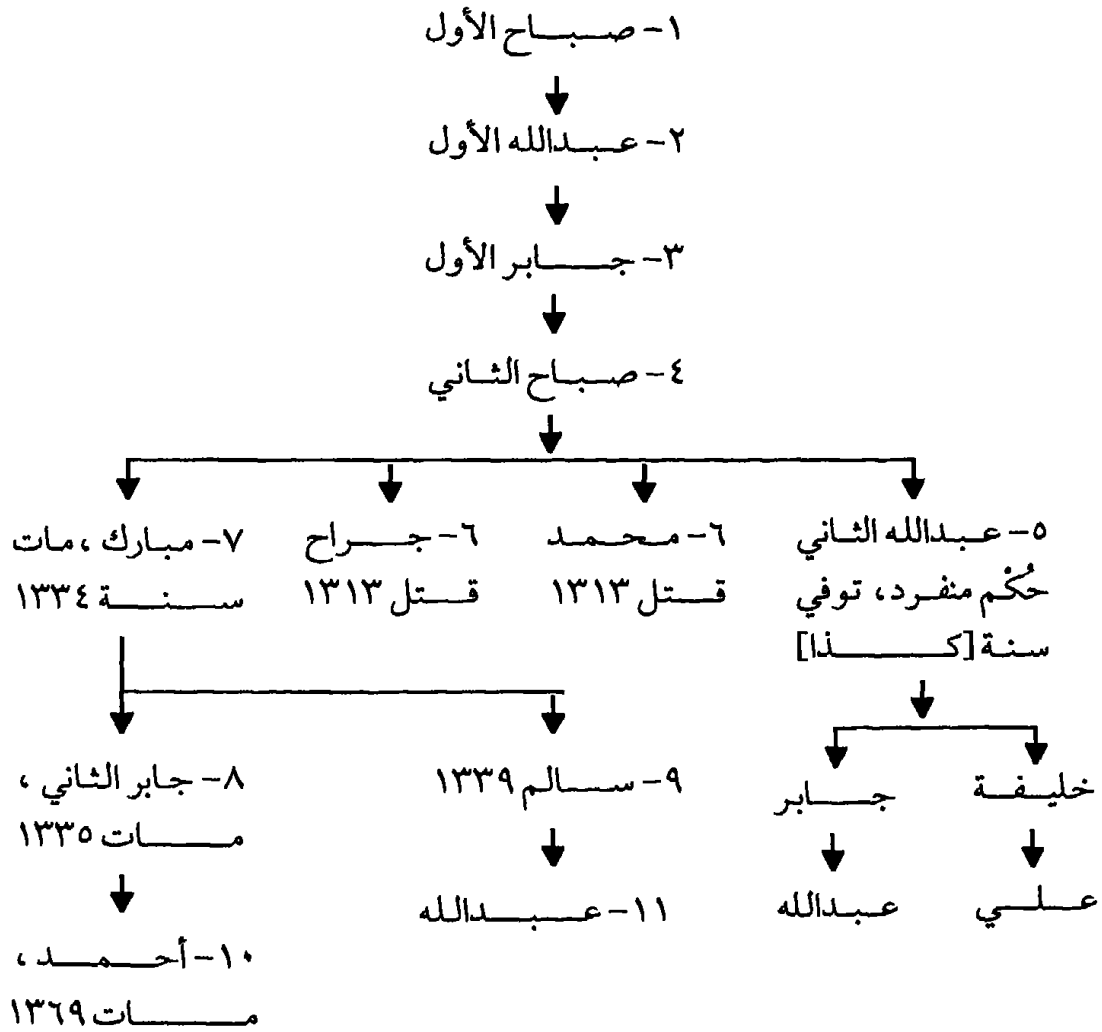 ١- صباح الأول
٢- عبدالله الأول
٣- جابر الأول
٤- صباح الثاني
٥- عبدالله الثاني
حُكْم منفرد، توفي
سنة [كذا]
٦- محمد
قتل ١٣١٣
٦- جراح
قتل ١٣١٣
٧- مبارك، مات
سنة ١٣٣٤
خليفة
جابر
٩- سالم ١٣٣٩
٨- جابر الثاني،
مات ١٣٣٥
علي
عبدالله
١١- عبدالله
١٠- أحمد،
مات ١٣٦٩